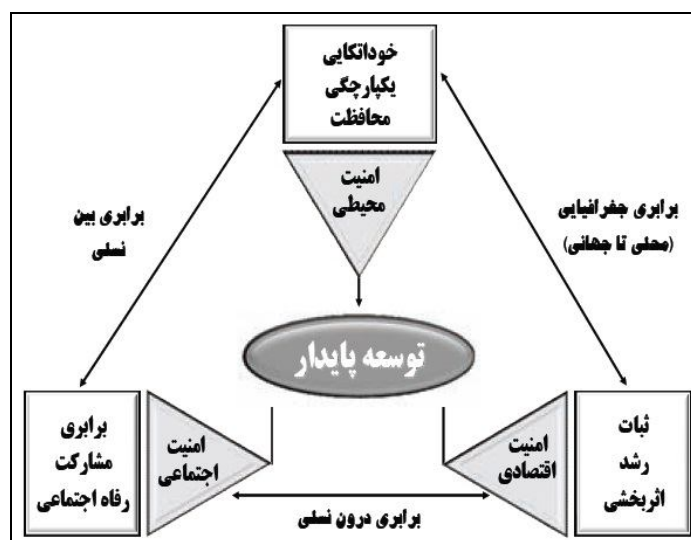 خوداتکایی
یکپارچگی
محافظت
امنیت
محیطی
برابری جغرافیایی
(محلی تا جهانی)
برابری بین
نسلی
توسعه پایدار
ثبات
رشد
اثربخشی
امنیت
اقتصادی
امنیت
اجتماعی
برابری
مشارکت
رفاه اجتماعی
برابری درون نسلی